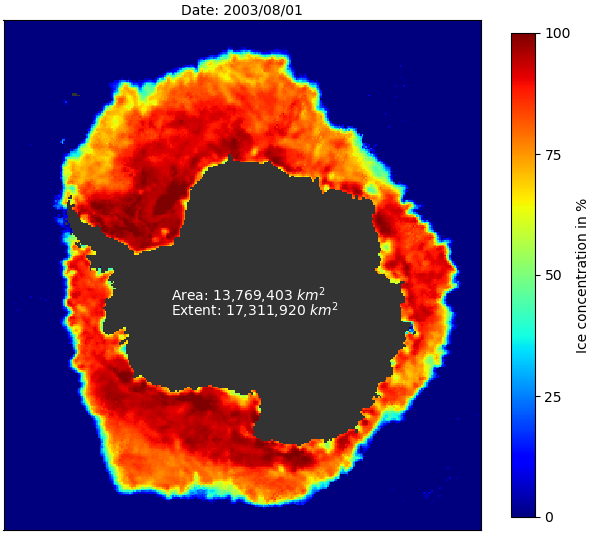 Date: 2003/08/01
100
75
50
25
0
Ice concentration in %
Area: 13,769,403 km²
Extent: 17,311,920 km²